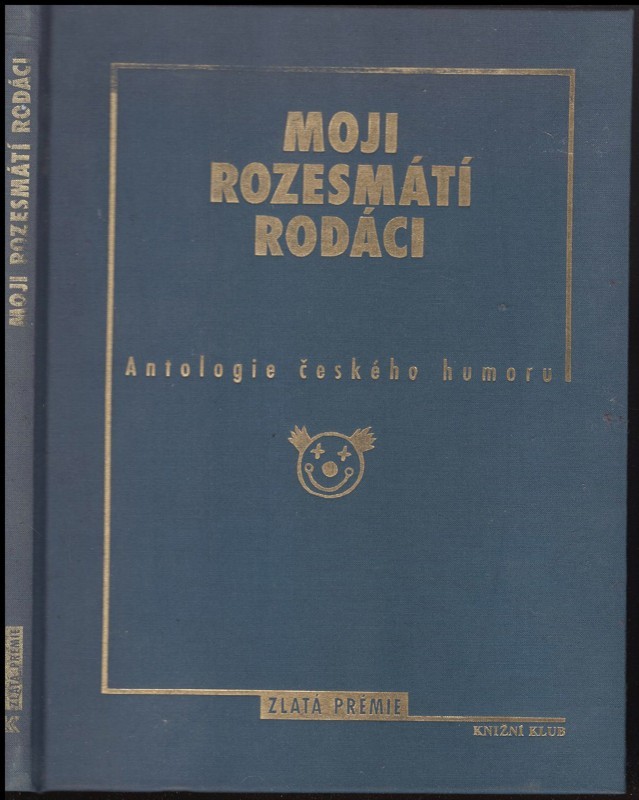 MOJI
ROZESMÁTÍ
RODÁCI
Antologie českého humoru
ZLATÁ PRÉMIE
KNIŽNÍ KLUB
MOJI ROZESMÁTÍ RODÁCI
ZLATÁ PRÉMIE